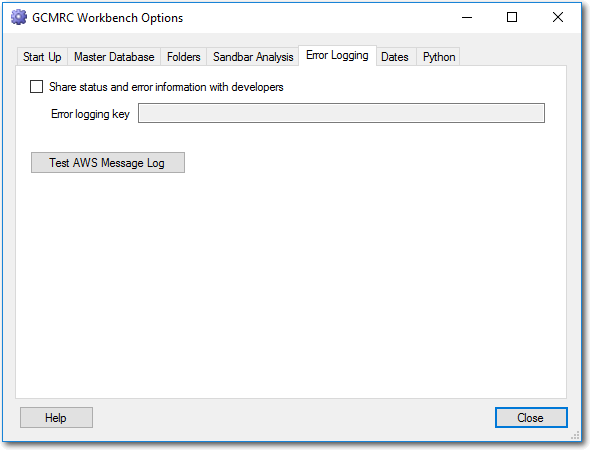 GCMRC Workbench Options
Start Up Master Database Folders Sandbar Analysis Error Logging Dates Python
Share status and error information with developers
Error logging key
Test AWS Message Log
Help Close